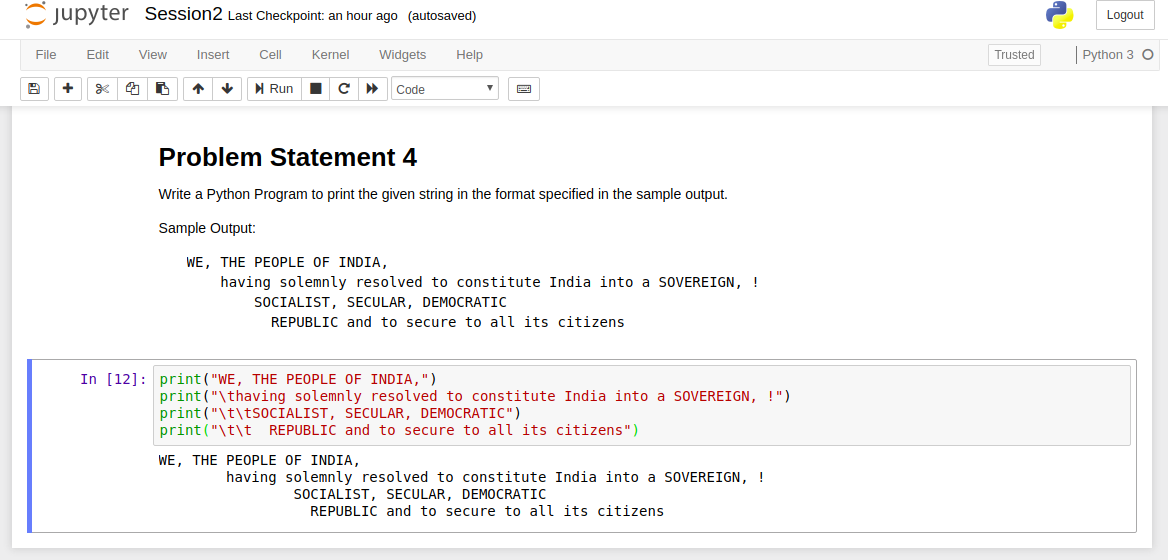 jupyter Session2 Last Checkpoint: an hour ago (autosaved) Logout
File Edit View Insert Cell Kernel Widgets Help Trusted Python 3
Run Code
Problem Statement 4
Write a Python Program to print the given string in the format specified in the sample output.
Sample Output:
WE, THE PEOPLE OF INDIA,
    having solemnly resolved to constitute India into a SOVEREIGN, !
        SOCIALIST, SECULAR, DEMOCRATIC
          REPUBLIC and to secure to all its citizens
In [12]: print("WE, THE PEOPLE OF INDIA,")
print("\thaving solemnly resolved to constitute India into a SOVEREIGN, !")
print("\t\tSOCIALIST, SECULAR, DEMOCRATIC")
print("\t\t  REPUBLIC and to secure to all its citizens")
WE, THE PEOPLE OF INDIA,
        having solemnly resolved to constitute India into a SOVEREIGN, !
                SOCIALIST, SECULAR, DEMOCRATIC
                  REPUBLIC and to secure to all its citizens